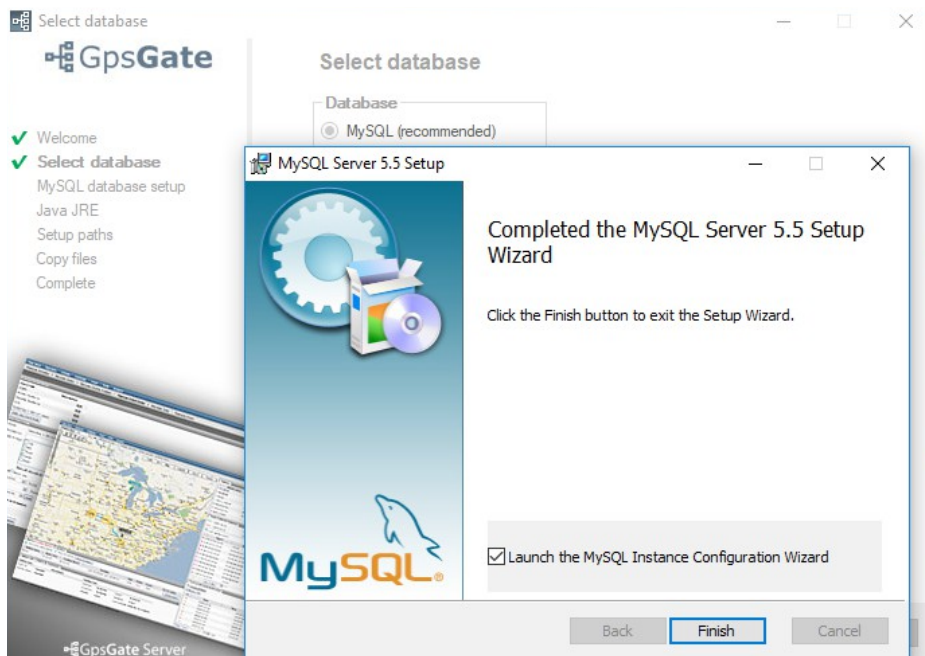 Select database
GpsGate
Select database
Database
MySQL (recommended)
Welcome
Select database
MySQL database setup
Java JRE
Setup paths
Copy files
Complete
MySQL Server 5.5 Setup
Completed the MySQL Server 5.5 Setup
Wizard
Click the Finish button to exit the Setup Wizard.
Launch the MySQL Instance Configuration Wizard
MySQL
Back
Finish
Cancel
GpsGate Server